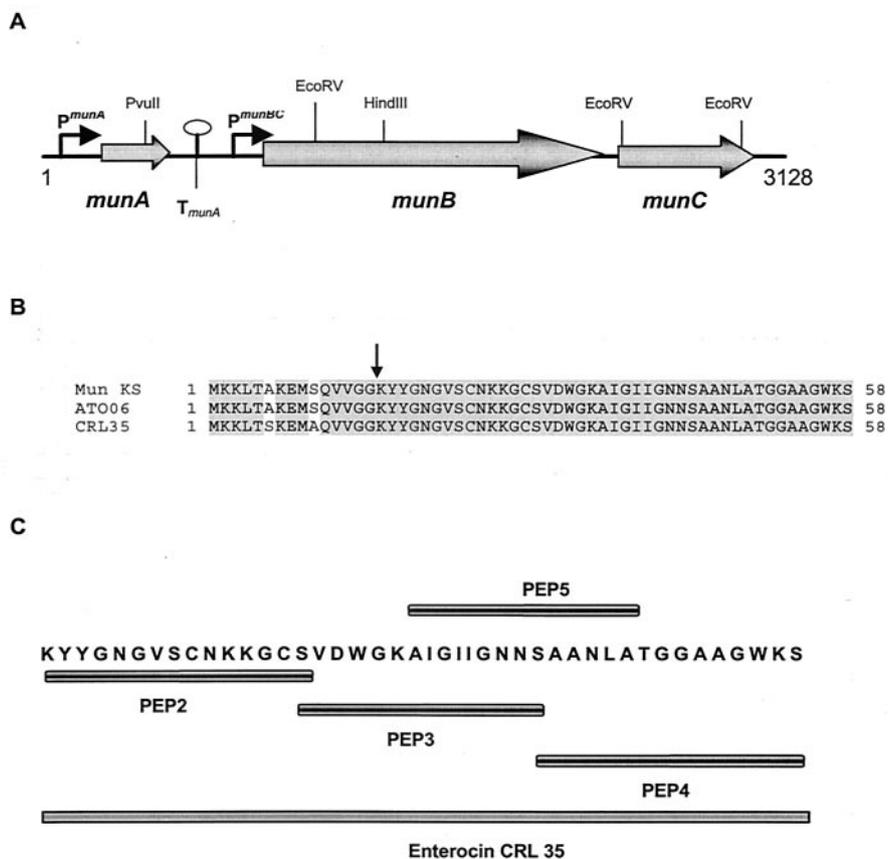 A
P munA
PvuII
P munBC
EcoRV
HindIII
EcoRV
EcoRV
1
3128
munA
T munA
munB
munC
B
Mun KS 1 MKKLTAKEMSQVVGGKYYGNGVSCNKKGCSVDWGKAIGIIGNNSAANLATGGAAGWKS 58
ATO06 1 MKKLTAKEMSQVVGGKYYGNGVSCNKKGCSVDWGKAIGIIGNNSAANLATGGAAGWKS 58
CRL35 1 MKKLTSKEMAQVVGGKYYGNGVSCNKKGCSVDWGKAIGIIGNNSAANLATGGAAGWKS 58
C
PEP5
KYYGNGVSCNKKGCSVDWGKAIGIIGNNSAANLATGGAAGWKS
PEP2
PEP3
PEP4
Enterocin CRL 35